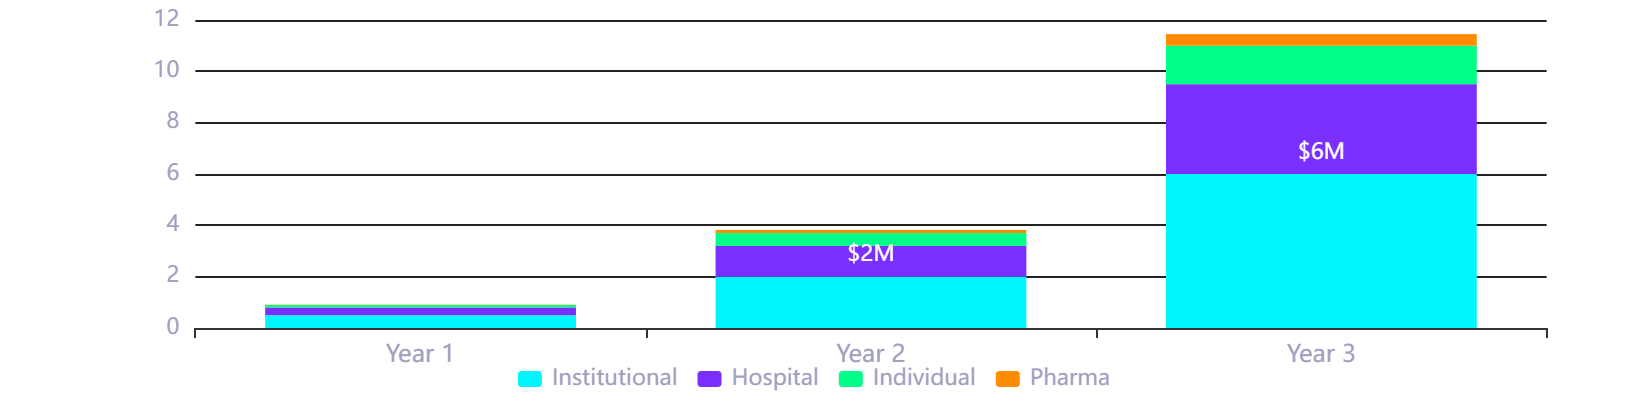 12
10
8
6
4
2
0
$6M
$2M
Year 1 Year 2 Year 3
Institutional Hospital Individual Pharma